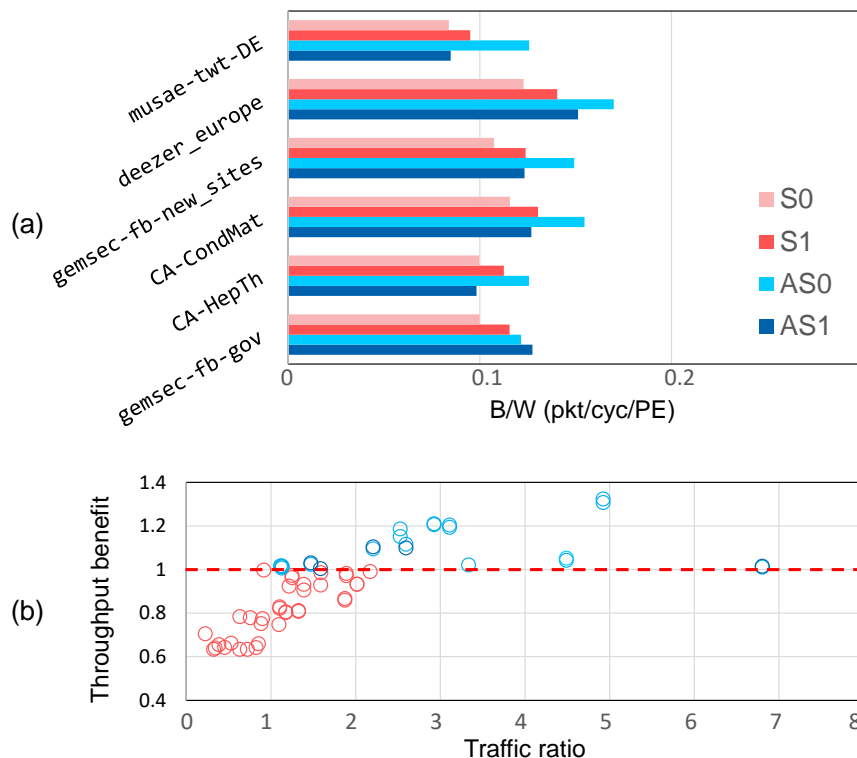 (a)
musae-twt-DE
deezer_europe
gemsec-fb-new_sites
CA-CondMat
CA-HepTh
gemsec-fb-gov
S0
S1
AS0
AS1
0 0.1 0.2
B/W (pkt/cyc/PE)
(b)
Throughput benefit
1.4
1.2
1
0.8
0.6
0.4
0 1 2 3 4 5 6 7 8
Traffic ratio